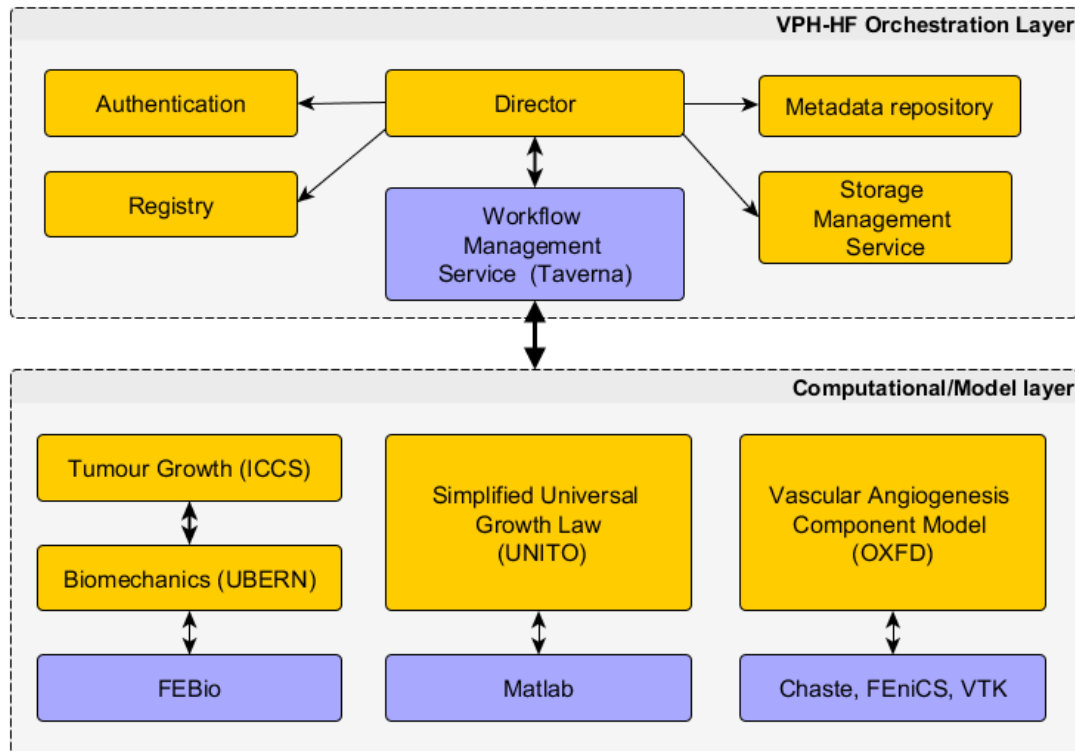 VPH-HF Orchestration Layer
Authentication
Director
Metadata repository
Registry
Workflow
Management
Service (Taverna)
Storage
Management
Service
Computational/Model layer
Tumour Growth (ICCS)
Biomechanics (UBERN)
FEBio
Simplified Universal
Growth Law
(UNITO)
Matlab
Vascular Angiogenesis
Component Model
(OXFD)
Chaste, FEniCS, VTK